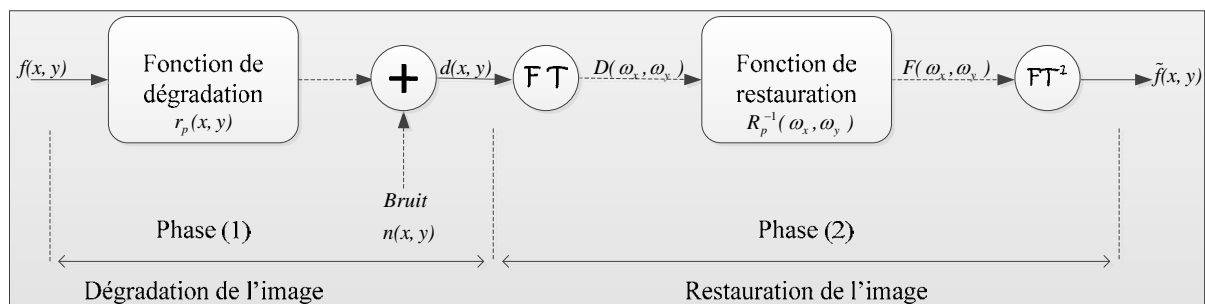 f(x, y)
Fonction de
dégradation
r_p(x, y)
+
d(x, y)
FT
D(ω_x, ω_y)
Fonction de
restauration
R_p^{-1}(ω_x, ω_y)
F(ω_x, ω_y)
FT^{-1}
f̃(x, y)
Bruit
n(x, y)
Phase (1)
Phase (2)
Dégradation de l'image
Restauration de l'image